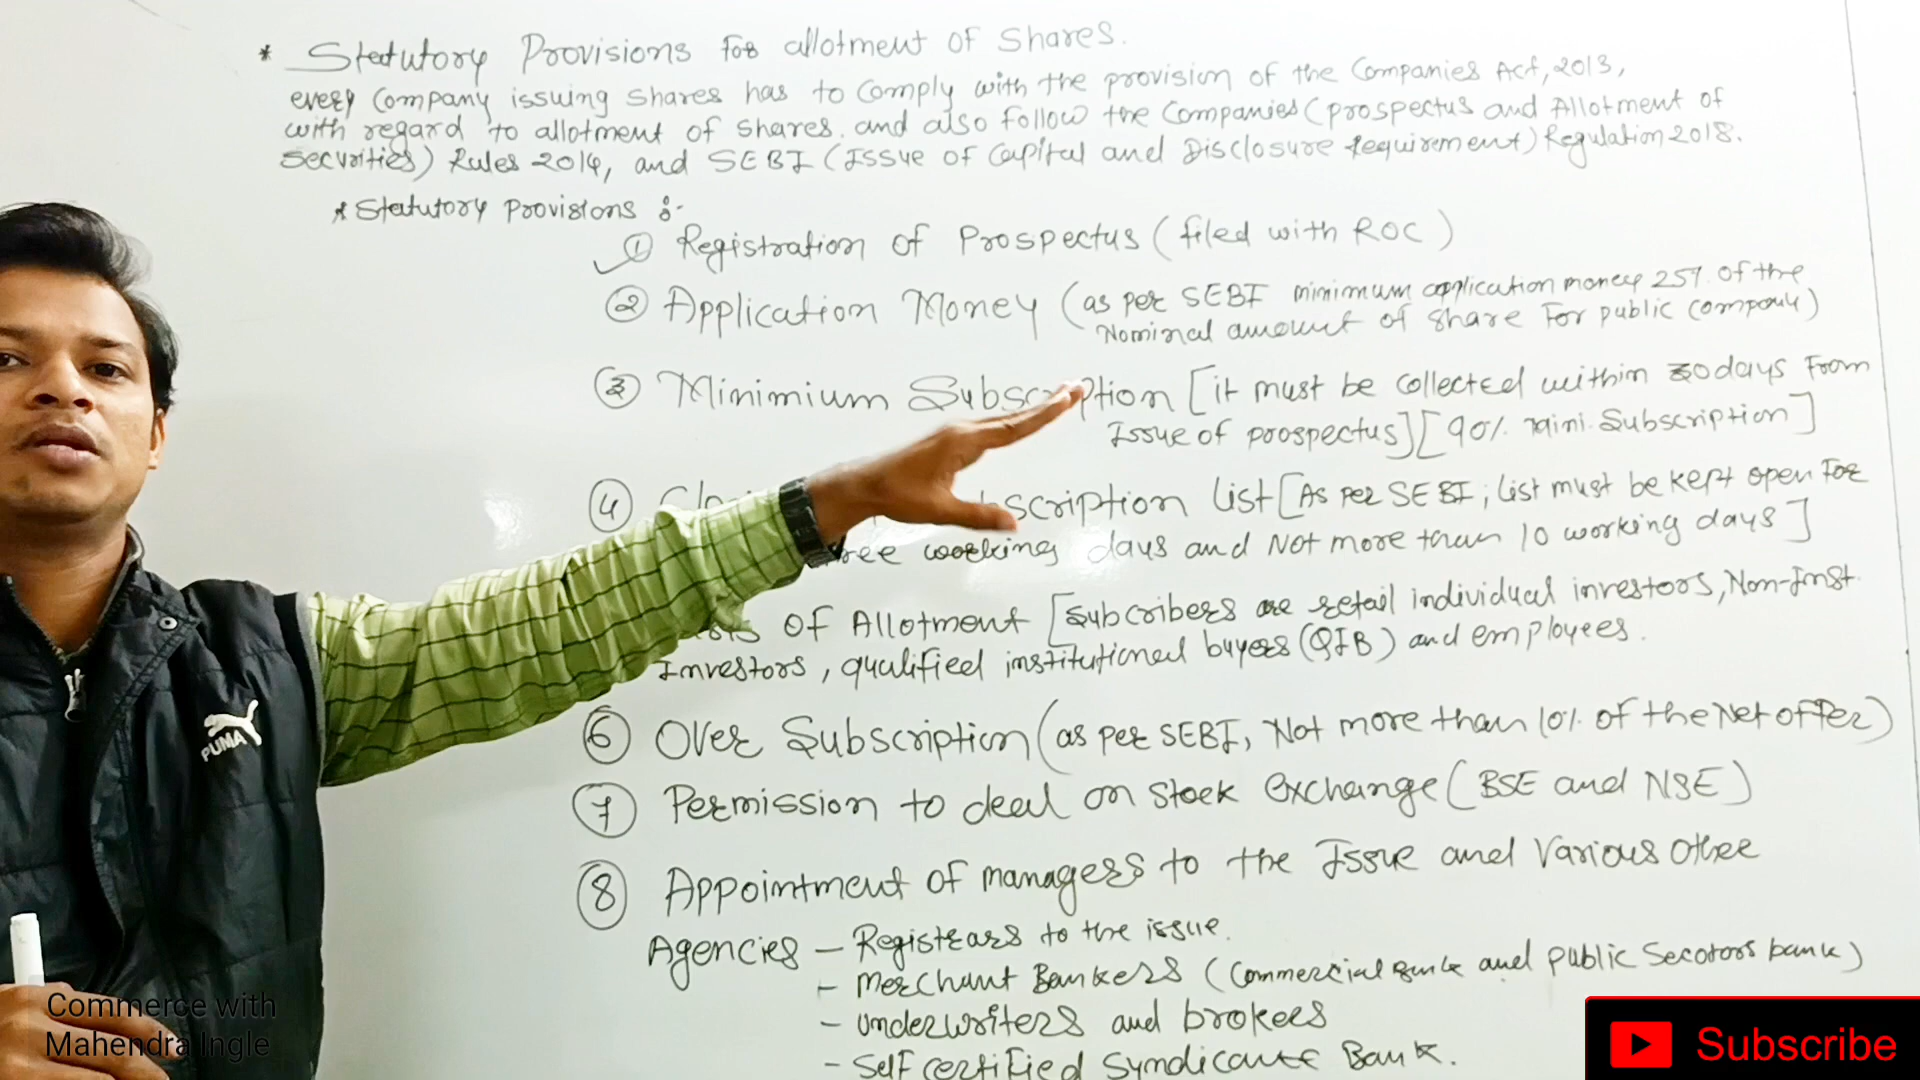 * Statutory Provisions For allotment of Shares.
every Company issuing shares has to comply with the provision of the Companies Act, 2013,
with regard to allotment of shares. and also follow the Companies (prospectus and Allotment of
Securities) Rules 2014, and SEBI (Issue of Capital and Disclosure requirement) Regulation 2018.
* Statutory Provisions :-
① Registration of Prospectus (filed with ROC)
② Application Money (as per SEBI minimum application money 25% of the
Nominal amount of share For public company)
③ Minimium Subscription [it must be collected within 30 days From
Issue of prospectus] [90% mini. Subscription]
④ scription list [As per SEBI; list must be kept open For
working days and Not more than 10 working days]
of Allotment [Subcribers are retail individual investors, Non-Inst.
Investors, qualified institutional buyers (QIB) and employees.
⑥ Over Subscription (as per SEBI, Not more than 10% of the Net offer)
⑦ Permission to deal on stock exchange (BSE and NSE)
⑧ Appointment of managers to the Issue and Various other
Agencies - Registrars to the issue.
- Merchant Bankers (Commercial Bank and public Secotors bank)
- underwriters and brokers
- Self certified Syndicate Bank.
PUMA
Commerce with
Mahendra Ingle
Subscribe